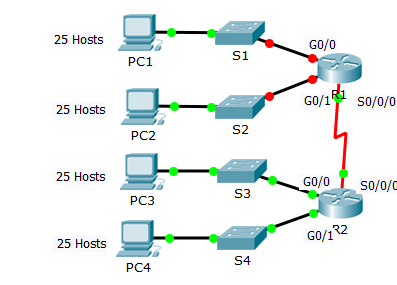 25 Hosts
PC1
S1
G0/0
R1
S0/0/0
25 Hosts
PC2
S2
G0/1
25 Hosts
PC3
S3
G0/0
S0/0/0
R2
25 Hosts
PC4
S4
G0/1